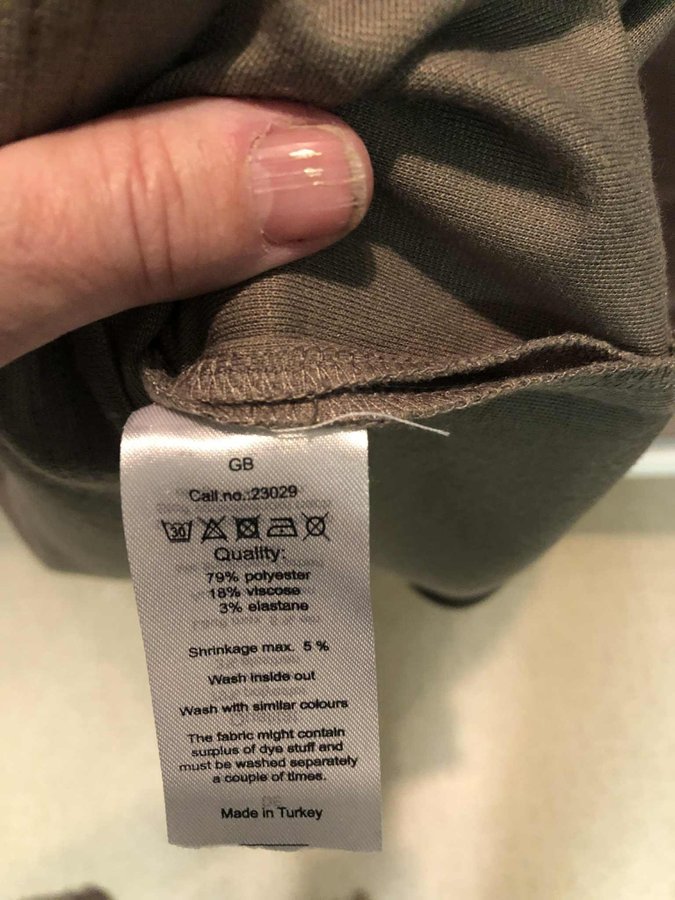 GB
Call.no.:23029
30
Quality:
79% polyester
18% viscose
3% elastane
Shrinkage max. 5 %
Wash inside out
Wash with similar colours
The fabric might contain
surplus of dye stuff and
must be washed separately
a couple of times.
Made in Turkey